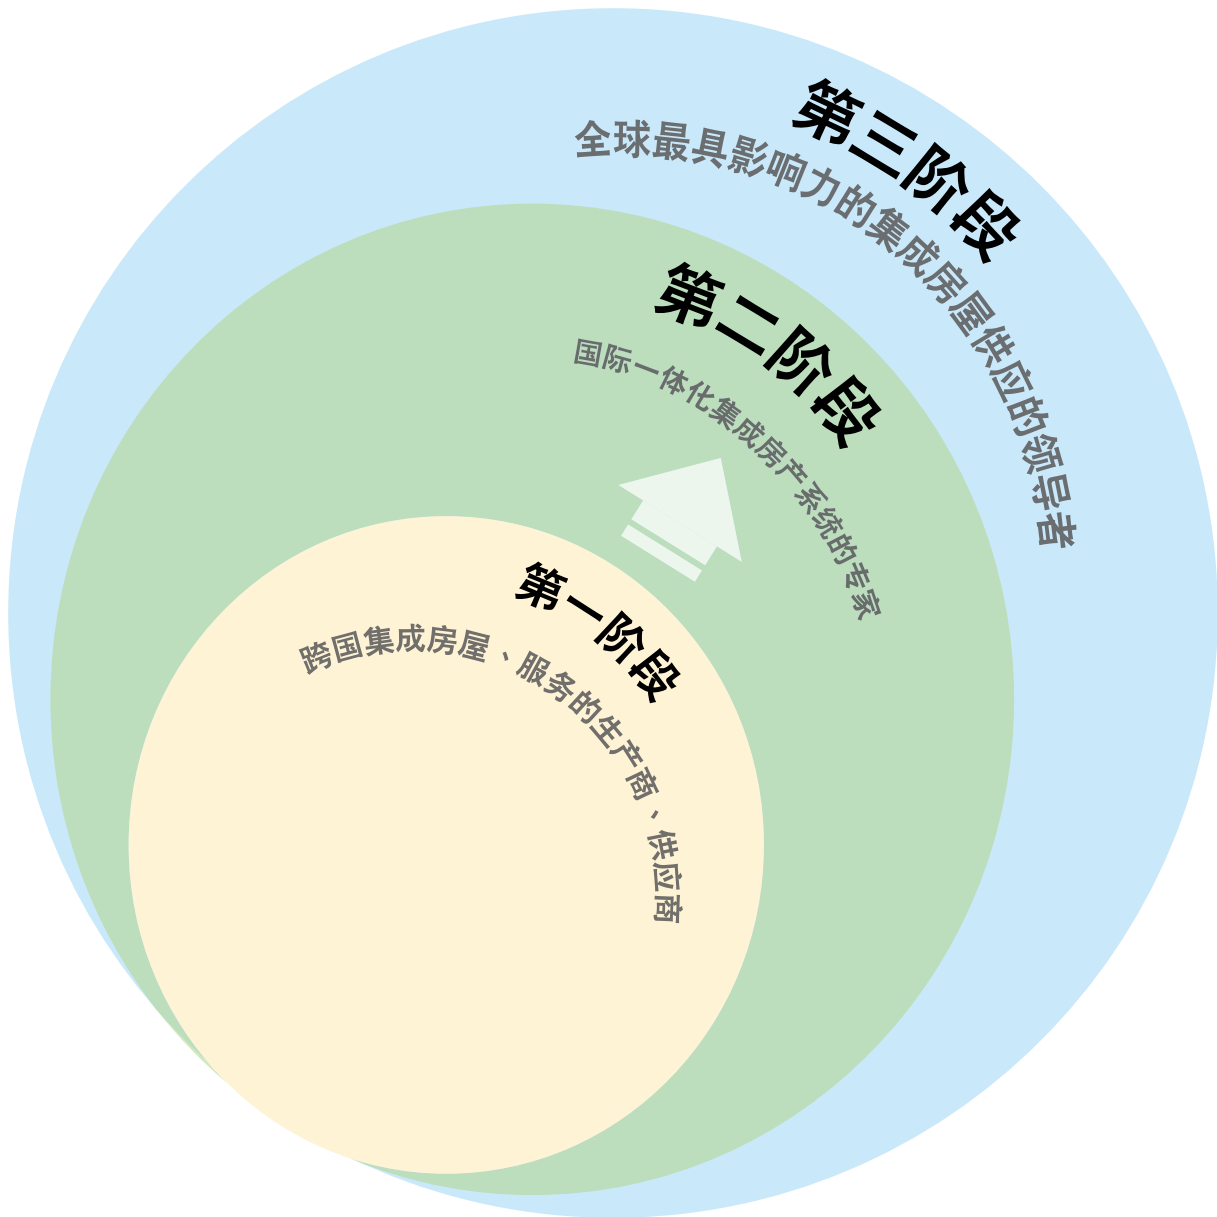 第三阶段
全球最具影响力的集成房屋供应的领导者
第二阶段
国际一体化集成房产系统的专家
第一阶段
跨国集成房屋、服务的生产商、供应商